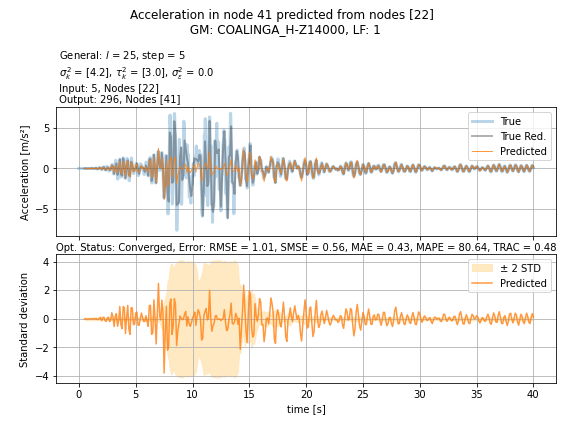 Acceleration in node 41 predicted from nodes [22]
GM: COALINGA_H-Z14000, LF: 1
General: l = 25, step = 5
σ²ₖ = [4.2], τ²ₖ = [3.0], σ²ₑ = 0.0
Input: 5, Nodes [22]
Output: 296, Nodes [41]
Acceleration [m/s²]
5
0
−5
True
True Red.
Predicted
Opt. Status: Converged, Error: RMSE = 1.01, SMSE = 0.56, MAE = 0.43, MAPE = 80.64, TRAC = 0.48
Standard deviation
4
2
0
−2
−4
± 2 STD
Predicted
0 5 10 15 20 25 30 35 40
time [s]